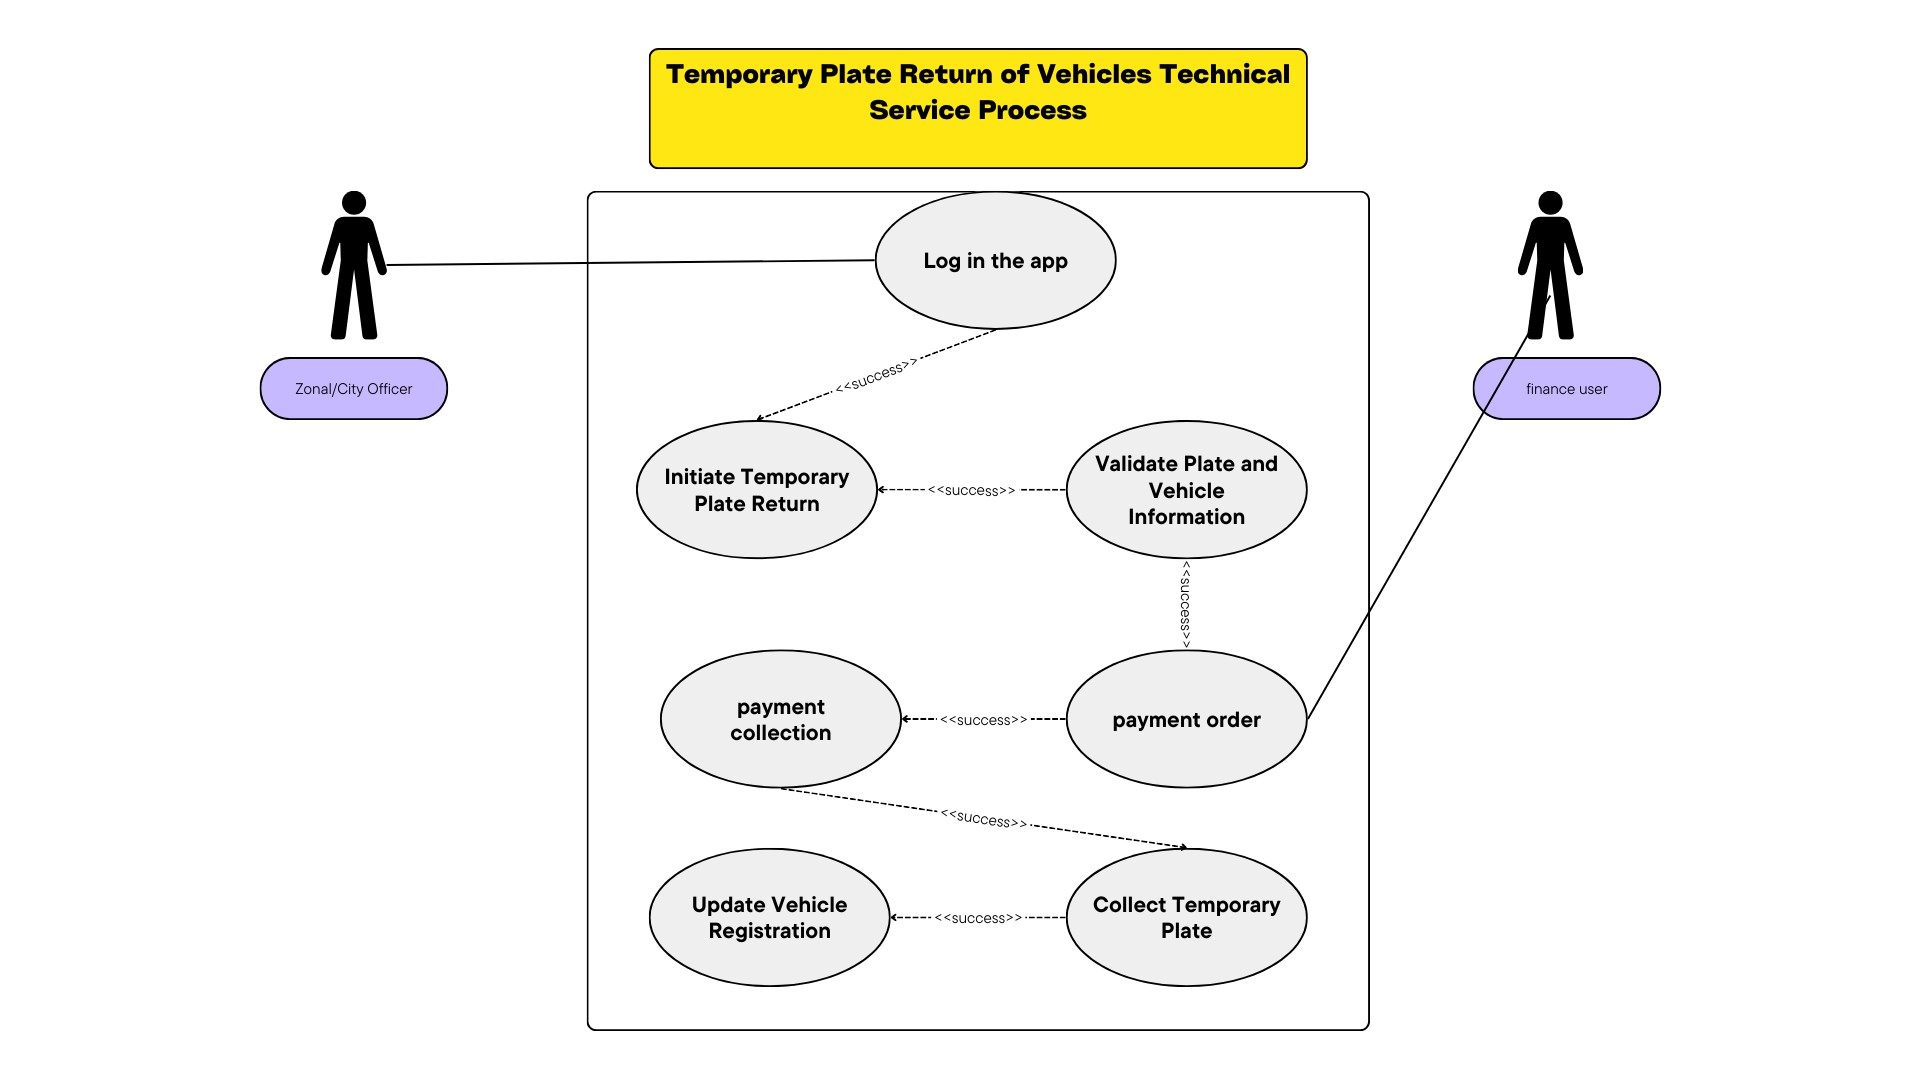 Temporary Plate Return of Vehicles Technical
Service Process
Log in the app
Zonal/City Officer
finance user
<<success>>
Initiate Temporary
Plate Return
<<success>>
Validate Plate and
Vehicle
Information
<<success>>
payment
collection
<<success>>
payment order
<<success>>
Update Vehicle
Registration
<<success>>
Collect Temporary
Plate